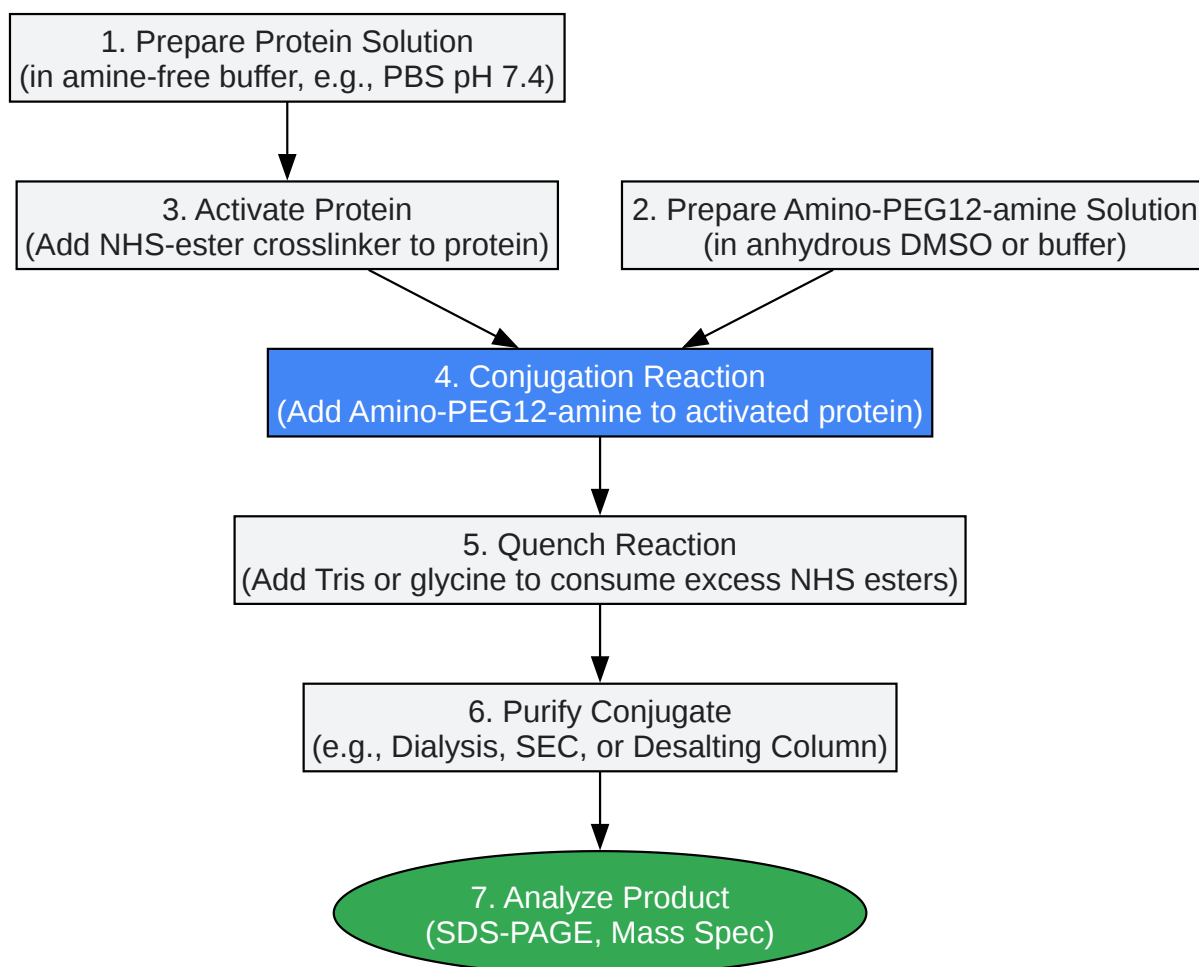 1. Prepare Protein Solution
(in amine-free buffer, e.g., PBS pH 7.4)
3. Activate Protein
(Add NHS-ester crosslinker to protein)
2. Prepare Amino-PEG12-amine Solution
(in anhydrous DMSO or buffer)
4. Conjugation Reaction
(Add Amino-PEG12-amine to activated protein)
5. Quench Reaction
(Add Tris or glycine to consume excess NHS esters)
6. Purify Conjugate
(e.g., Dialysis, SEC, or Desalting Column)
7. Analyze Product
(SDS-PAGE, Mass Spec)